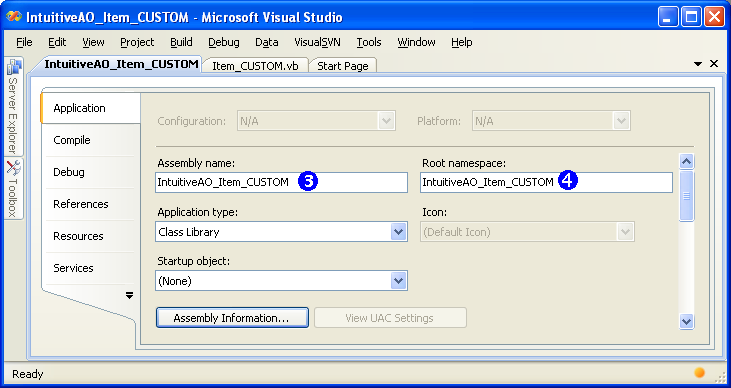 IntuitiveAO_Item_CUSTOM - Microsoft Visual Studio
File Edit View Project Build Debug Data VisualSVN Tools Window Help
IntuitiveAO_Item_CUSTOM Item_CUSTOM.vb Start Page
Server Explorer
Toolbox
Application
Compile
Debug
References
Resources
Services
Configuration: N/A Platform: N/A
Assembly name: Root namespace:
IntuitiveAO_Item_CUSTOM 3 IntuitiveAO_Item_CUSTOM 4
Application type: Icon:
Class Library (Default Icon)
Startup object:
(None)
Assembly Information... View UAC Settings
Ready